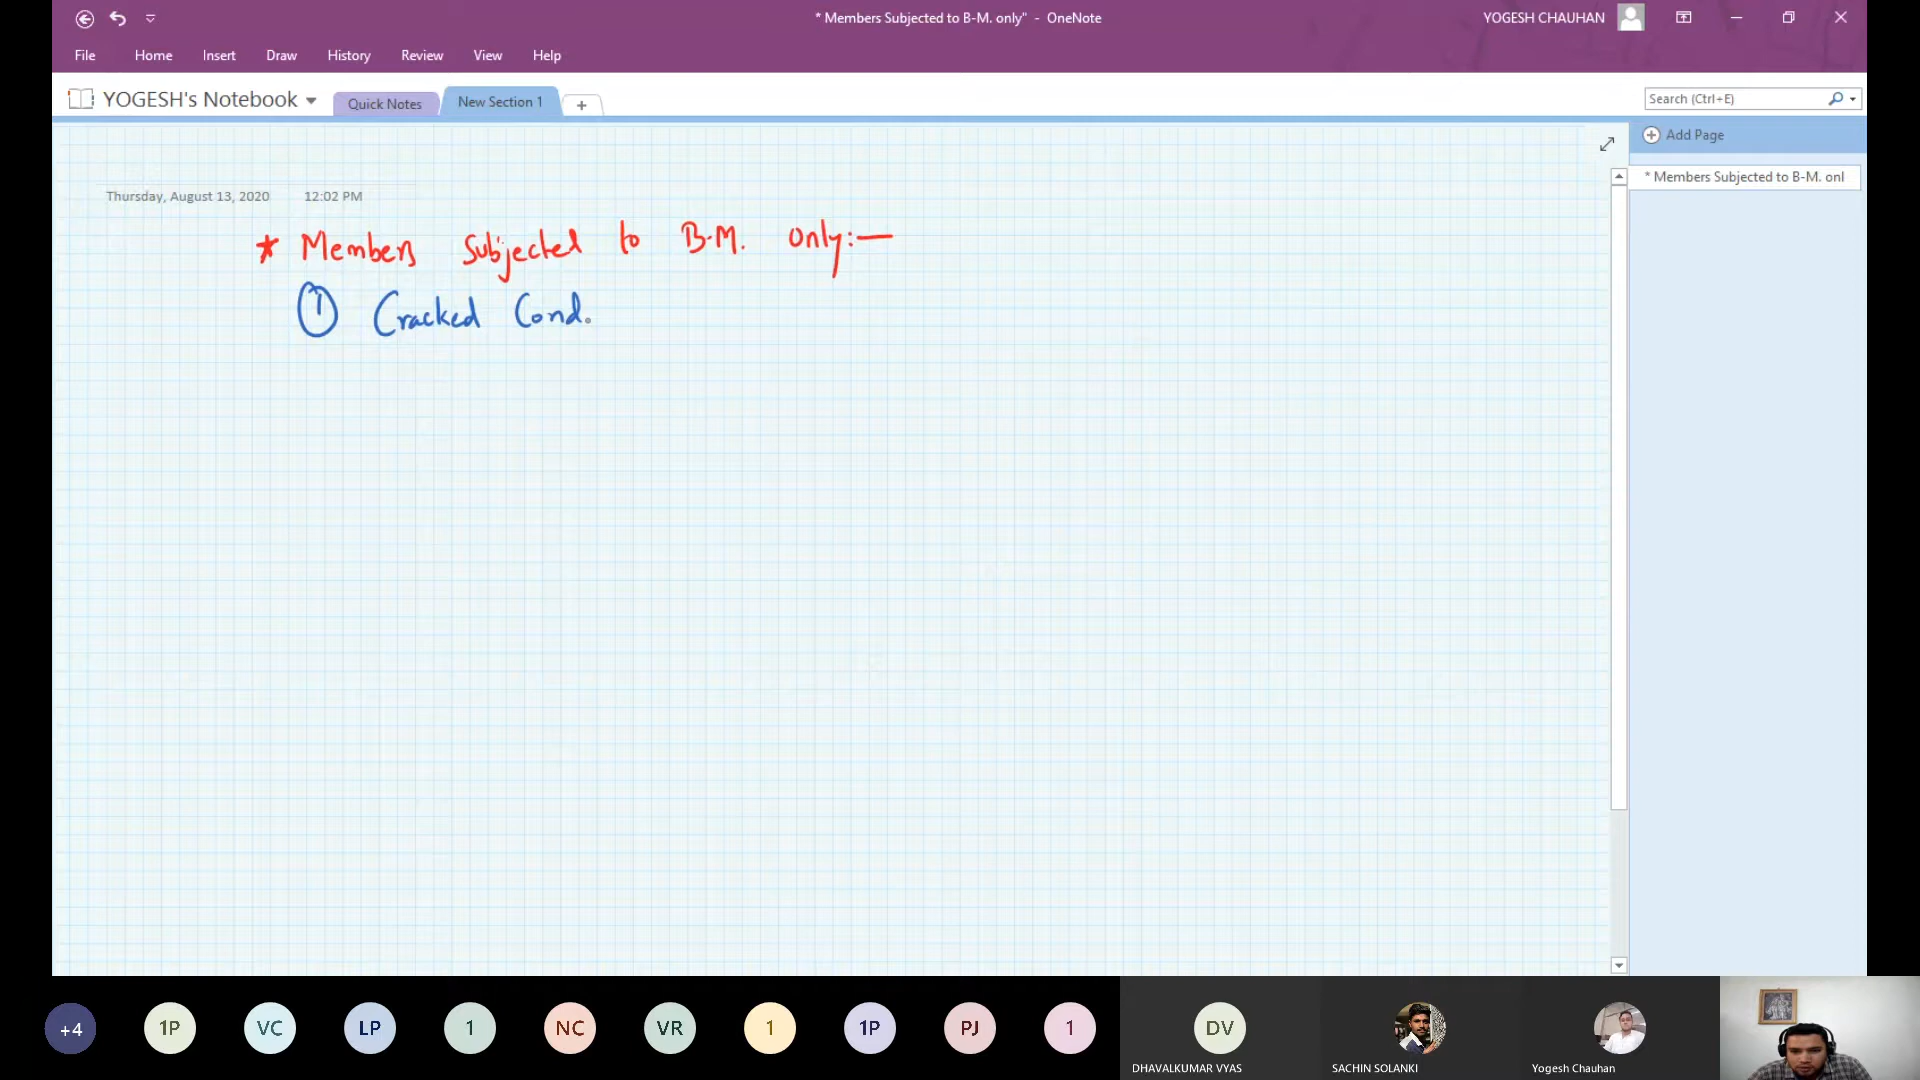 * Members Subjected to B-M. only" - OneNote
YOGESH CHAUHAN
File Home Insert Draw History Review View Help
YOGESH's Notebook
Quick Notes
New Section 1
Search (Ctrl+E)
Add Page
* Members Subjected to B-M. onl
Thursday, August 13, 2020 12:02 PM
* Members Subjected to B.M. only:—
① Cracked Cond.
+4 1P VC LP 1 NC VR 1 1P PJ 1 DV
DHAVALKUMAR VYAS SACHIN SOLANKI Yogesh Chauhan